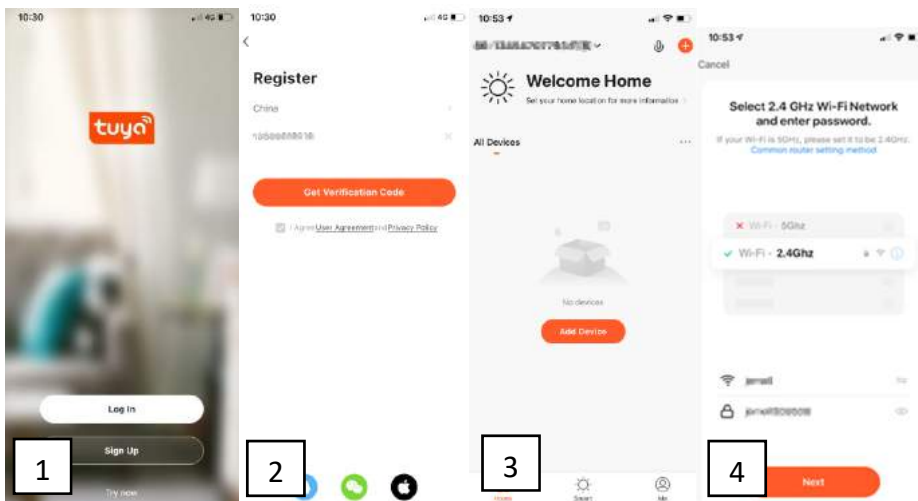 10:30
4G
tuya
Log In
Sign Up
Try now
1
10:30
4G
Register
China
Get Verification Code
I Agree User Agreement and Privacy Policy
2
10:53
Welcome Home
Set your home location for more information
All Devices
No devices
Add Device
Home
Smart
Me
3
10:53
Cancel
Select 2.4 GHz Wi-Fi Network
and enter password.
If your Wi-Fi is 5GHz, please set it to be 2.4GHz.
Common router setting method
Wi-Fi - 5Ghz
Wi-Fi - 2.4Ghz
Next
4